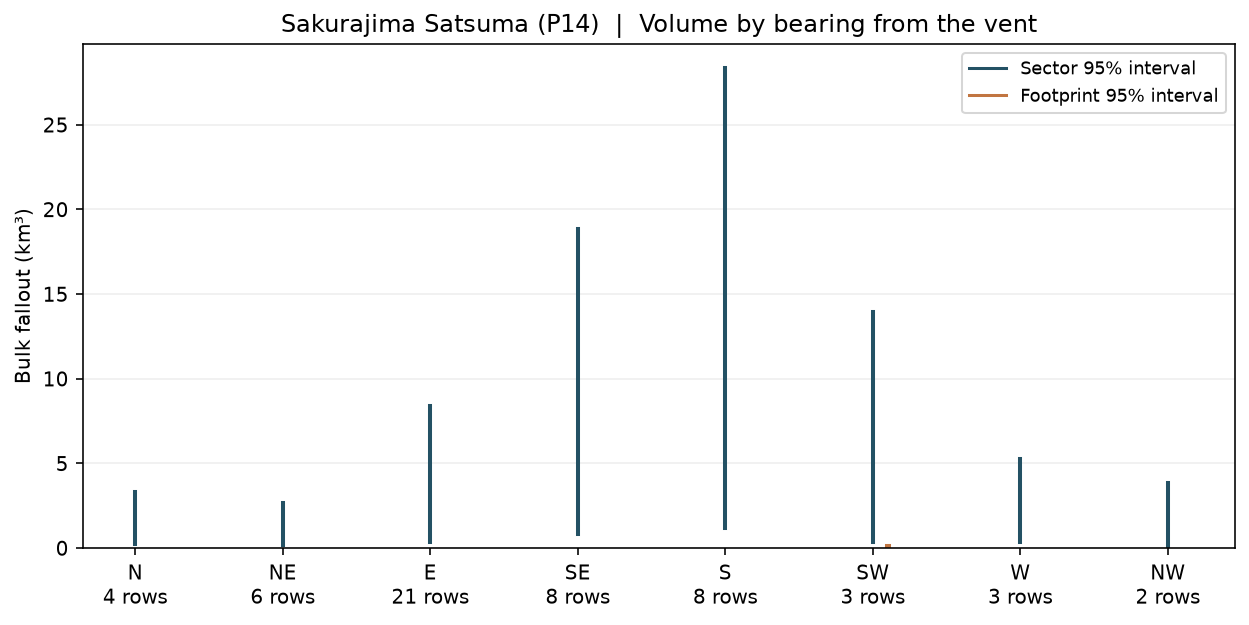 Sakurajima Satsuma (P14)  |  Volume by bearing from the vent
Sector 95% interval
Footprint 95% interval
Bulk fallout (km³)
25
20
15
10
5
0
N
4 rows
NE
6 rows
E
21 rows
SE
8 rows
S
8 rows
SW
3 rows
W
3 rows
NW
2 rows